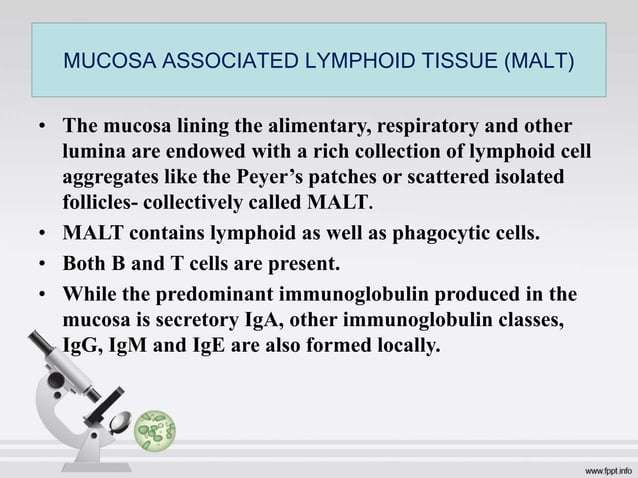 MUCOSA ASSOCIATED LYMPHOID TISSUE (MALT)
• The mucosa lining the alimentary, respiratory and other
lumina are endowed with a rich collection of lymphoid cell
aggregates like the Peyer’s patches or scattered isolated
follicles- collectively called MALT.
• MALT contains lymphoid as well as phagocytic cells.
• Both B and T cells are present.
• While the predominant immunoglobulin produced in the
mucosa is secretory IgA, other immunoglobulin classes,
IgG, IgM and IgE are also formed locally.
www.fppt.info